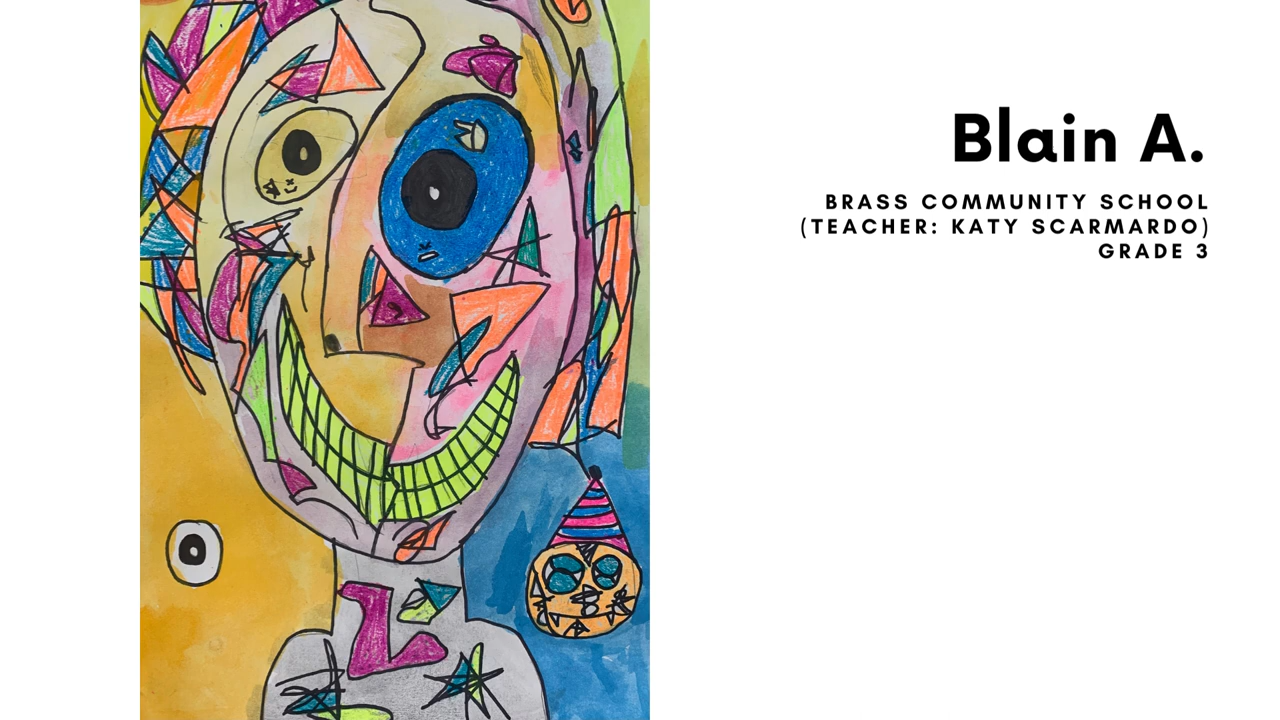 Blain A.
BRASS COMMUNITY SCHOOL
(TEACHER: KATY SCARMARDO)
GRADE 3